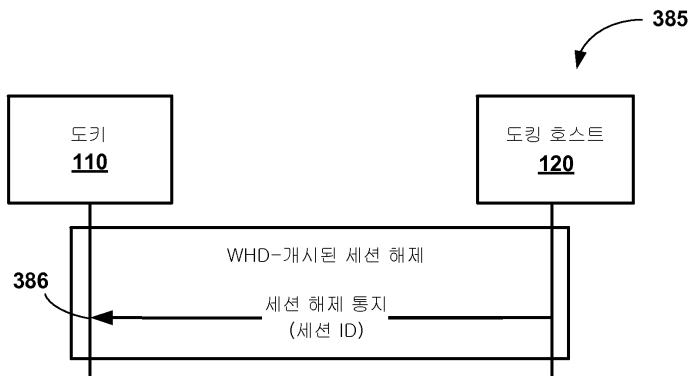 385
도키
110
도킹 호스트
120
WHD-개시된 세션 해제
386
세션 해제 통지
(세션 ID)